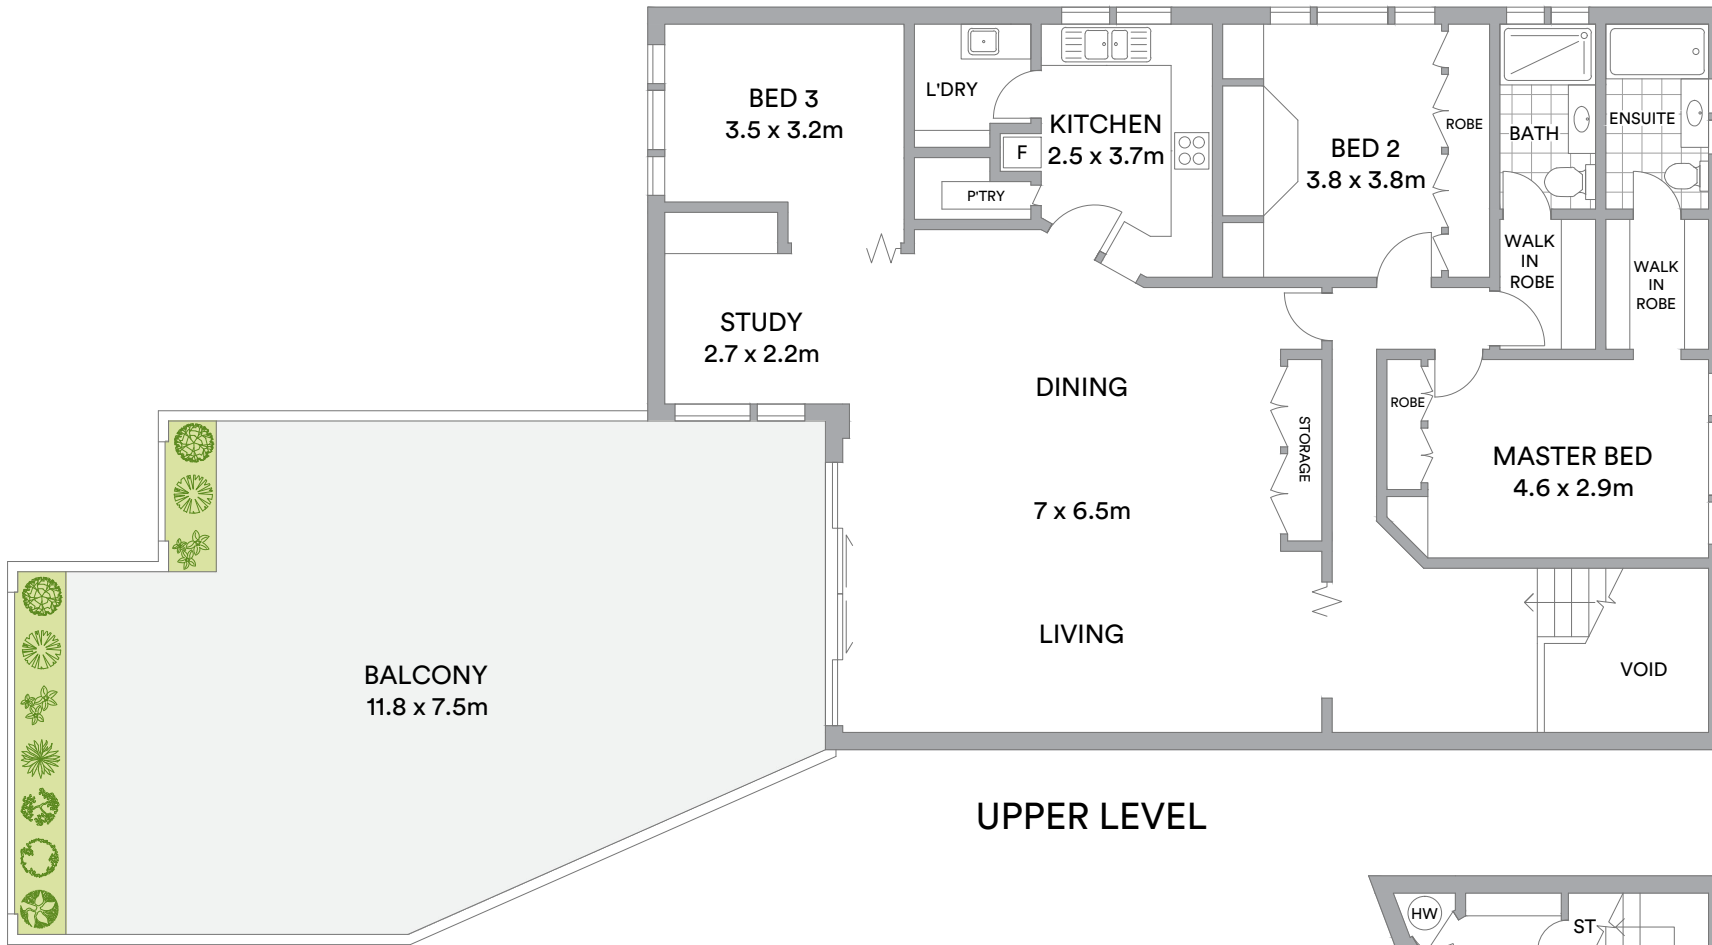 BED 3
3.5 x 3.2m
L'DRY
KITCHEN
2.5 x 3.7m
F
P'TRY
BED 2
3.8 x 3.8m
ROBE
BATH
ENSUITE
WALK
IN
ROBE
WALK
IN
ROBE
STUDY
2.7 x 2.2m
DINING
7 x 6.5m
LIVING
STORAGE
ROBE
MASTER BED
4.6 x 2.9m
VOID
BALCONY
11.8 x 7.5m
UPPER LEVEL
HW
ST